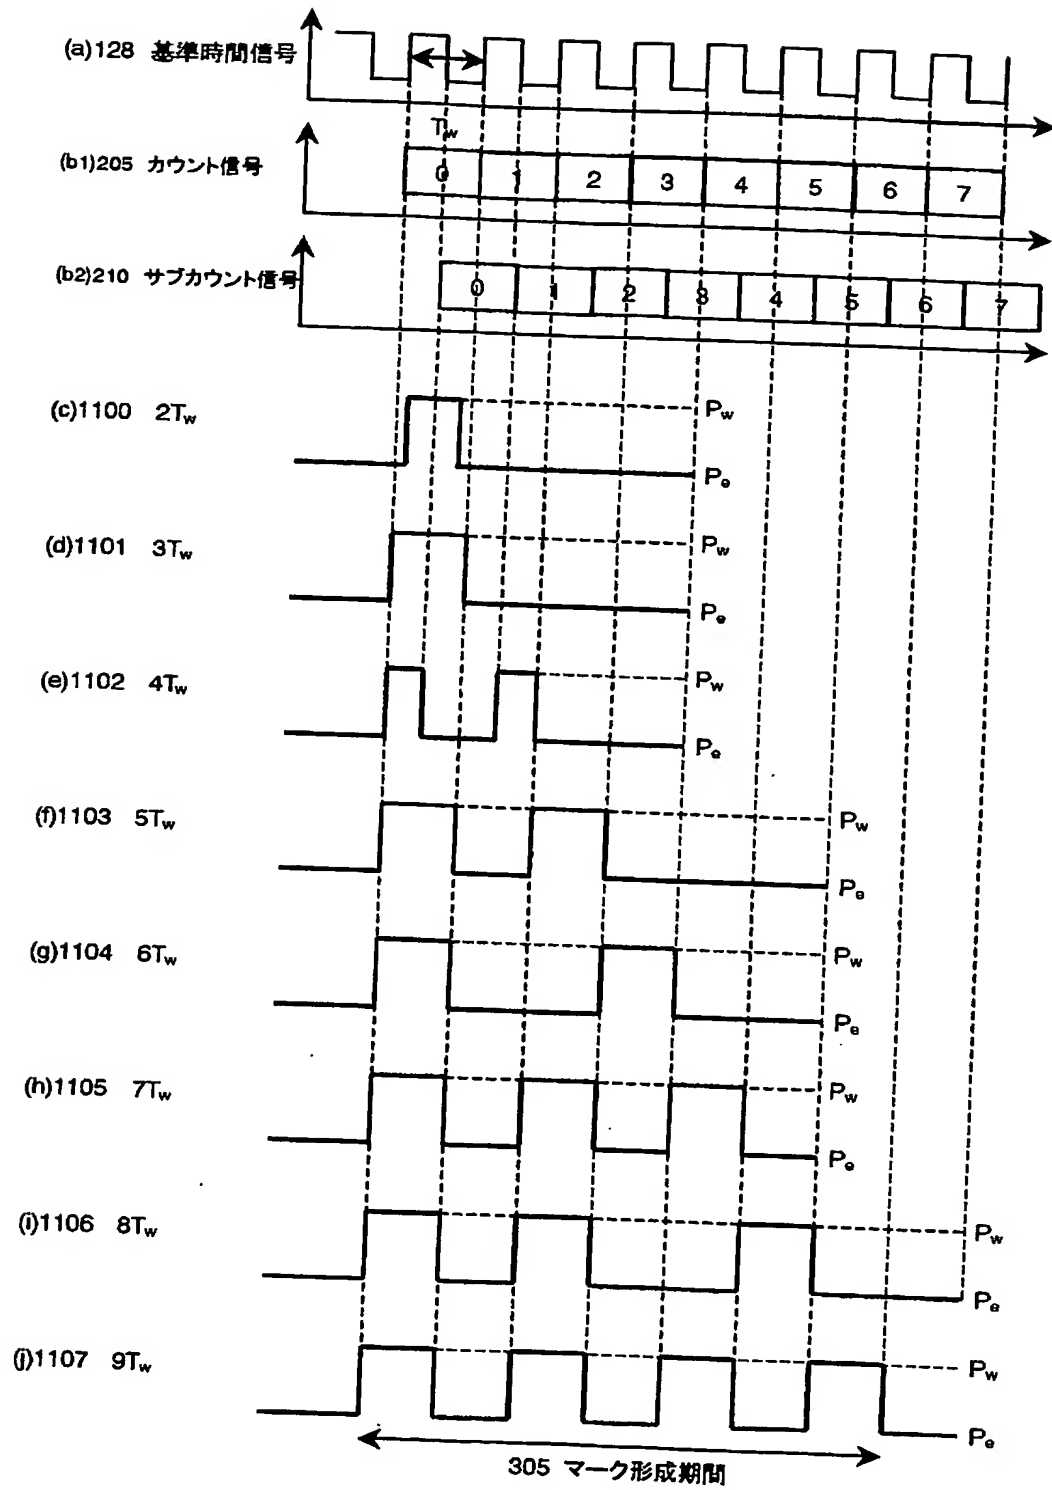 (a)128 基準時間信号
Tw
(b1)205 カウント信号
0 1 2 3 4 5 6 7
(b2)210 サブカウント信号
0 1 2 3 4 5 6 7
(c)1100 2Tw
Pw
Pe
(d)1101 3Tw
Pw
Pe
(e)1102 4Tw
Pw
Pe
(f)1103 5Tw
Pw
Pe
(g)1104 6Tw
Pw
Pe
(h)1105 7Tw
Pw
Pe
(i)1106 8Tw
Pw
Pe
(j)1107 9Tw
Pw
Pe
305 マーク形成期間